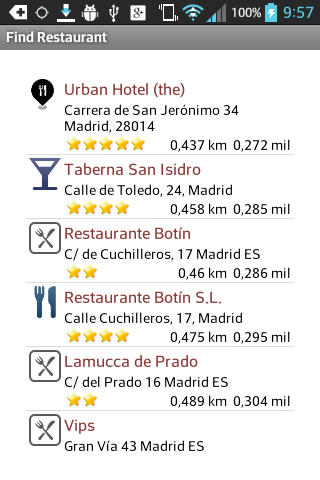 100% 9:57
Find Restaurant
Urban Hotel (the)
Carrera de San Jerónimo 34
Madrid, 28014
0,437 km 0,272 mil
Taberna San Isidro
Calle de Toledo, 24, Madrid
0,458 km 0,285 mil
Restaurante Botín
C/ de Cuchilleros, 17 Madrid ES
0,46 km 0,286 mil
Restaurante Botín S.L.
Calle Cuchilleros, 17, Madrid
0,475 km 0,295 mil
Lamucca de Prado
C/ del Prado 16 Madrid ES
0,489 km 0,304 mil
Vips
Gran Vía 43 Madrid ES